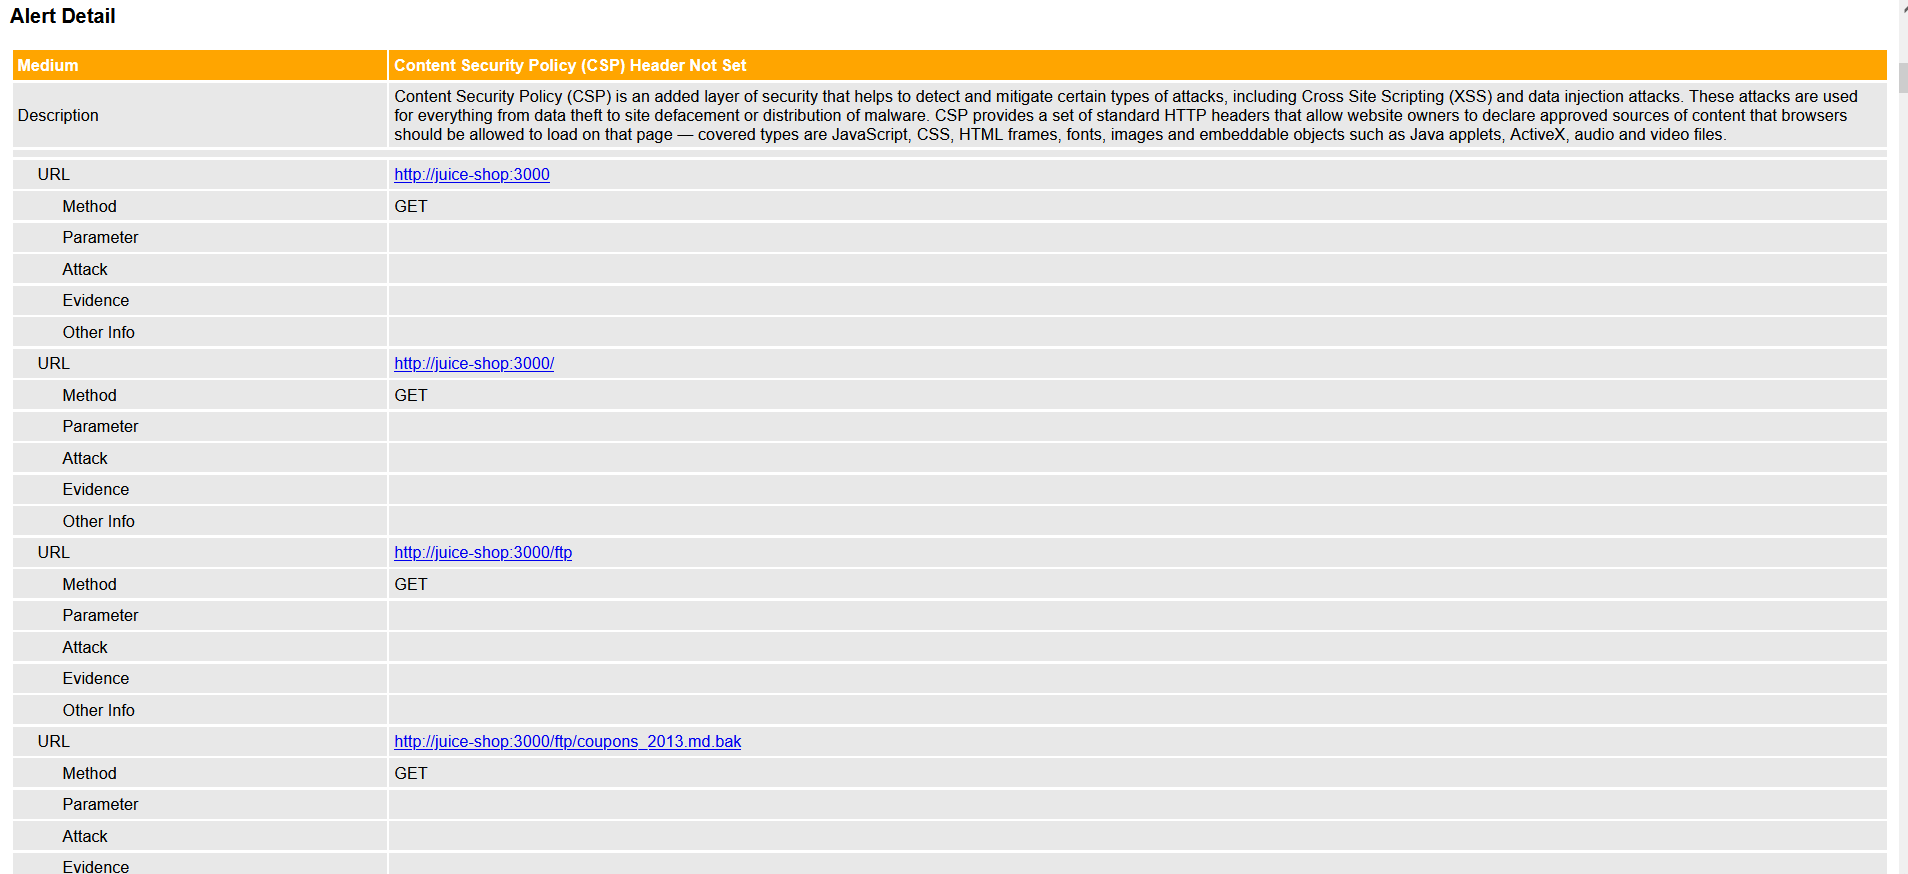 Alert Detail
Medium
Content Security Policy (CSP) Header Not Set
Description
Content Security Policy (CSP) is an added layer of security that helps to detect and mitigate certain types of attacks, including Cross Site Scripting (XSS) and data injection attacks. These attacks are used
for everything from data theft to site defacement or distribution of malware. CSP provides a set of standard HTTP headers that allow website owners to declare approved sources of content that browsers
should be allowed to load on that page — covered types are JavaScript, CSS, HTML frames, fonts, images and embeddable objects such as Java applets, ActiveX, audio and video files.
URL
http://juice-shop:3000
Method
GET
Parameter
Attack
Evidence
Other Info
URL
http://juice-shop:3000/
Method
GET
Parameter
Attack
Evidence
Other Info
URL
http://juice-shop:3000/ftp
Method
GET
Parameter
Attack
Evidence
Other Info
URL
http://juice-shop:3000/ftp/coupons_2013.md.bak
Method
GET
Parameter
Attack
Evidence